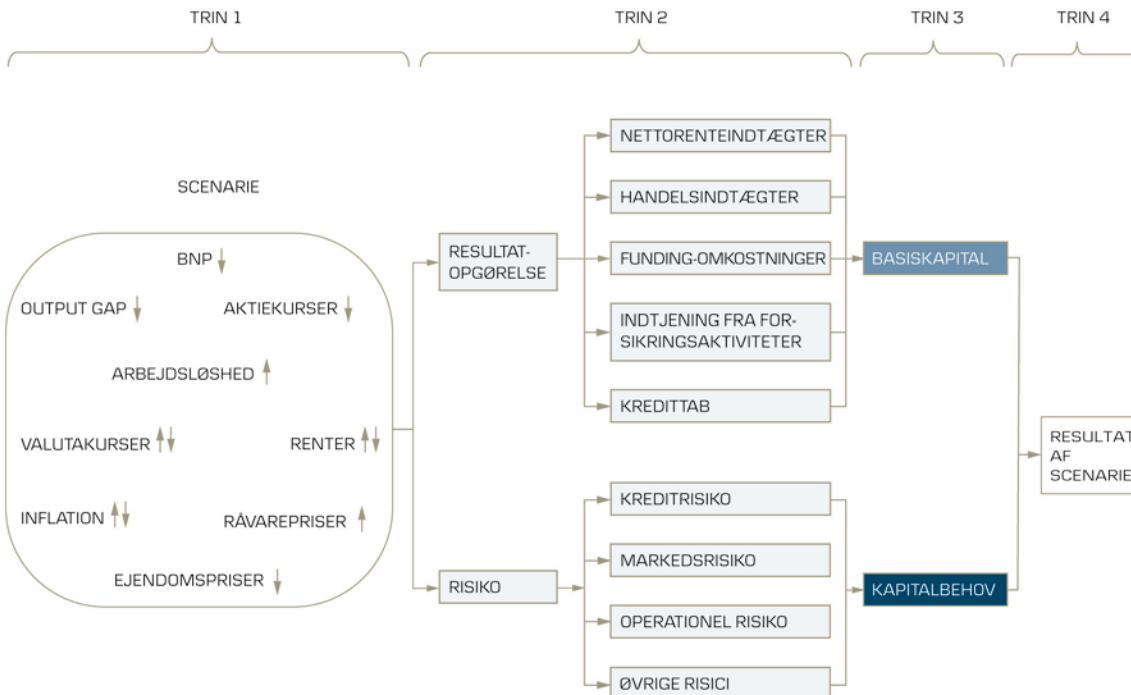 TRIN 1
TRIN 2
TRIN 3
TRIN 4
SCENARIE
BNP
OUTPUT GAP
AKTIEKURSER
ARBEJDSLØSHED
VALUTAKURSER
RENTER
INFLATION
RÅVAREPRISER
EJENDOMSPRISER
RESULTAT-
OPGØRELSE
RISIKO
NETTORENTEINDTÆGTER
HANDELSINDTÆGTER
FUNDING-OMKOSTNINGER
INDTJENING FRA FOR-
SIKRINGSAKTIVITETER
KREDITTAB
KREDITRISIKO
MARKEDSRISIKO
OPERATIONEL RISIKO
ØVRIGE RISICI
BASISKAPITAL
KAPITALBEHOV
RESULTAT
AF
SCENARIE